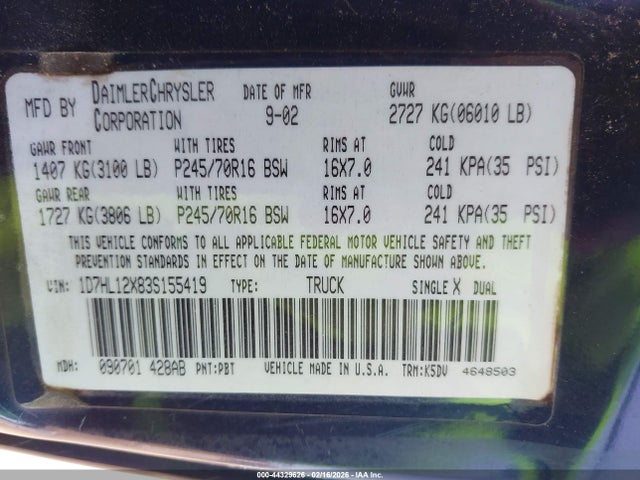 MFD BY DAIMLERCHRYSLER CORPORATION DATE OF MFR 9-02 GVWR 2727 KG(06010 LB)
GAWR FRONT WITH TIRES RIMS AT COLD
1407 KG(3100 LB) P245/70R16 BSW 16X7.0 241 KPA(35 PSI)
GAWR REAR WITH TIRES RIMS AT COLD
1727 KG(3806 LB) P245/70R16 BSW 16X7.0 241 KPA(35 PSI)
THIS VEHICLE CONFORMS TO ALL APPLICABLE FEDERAL MOTOR VEHICLE SAFETY AND THEFT
PREVENTION STANDARDS IN EFFECT ON THE DATE OF MANUFACTURE SHOWN ABOVE.
VIN: 1D7HL12X83S155419 TYPE: TRUCK SINGLE X DUAL
MDH: 090701 428AB PNT:PBT VEHICLE MADE IN U.S.A. TRM:K5DV 4648503
000-44329626 - 02/16/2026 - IAA Inc.